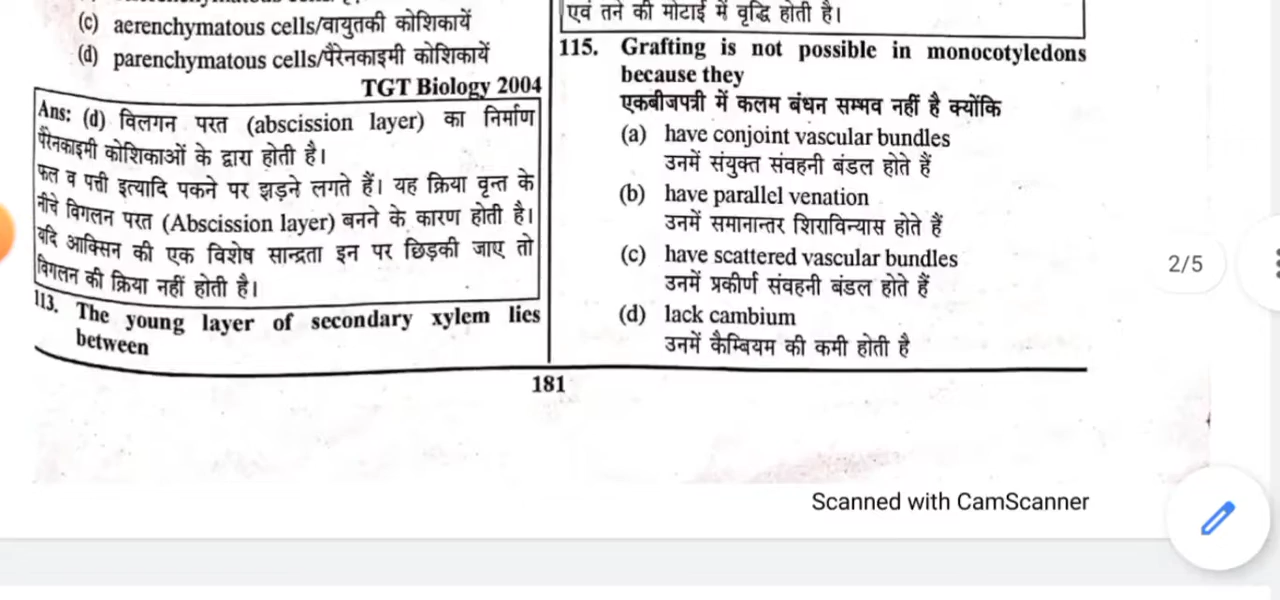 (c) aerenchymatous cells/वायुतकी कोशिकायें
(d) parenchymatous cells/पैरेनकाइमी कोशिकायें
TGT Biology 2004
Ans: (d) विलगन परत (abscission layer) का निर्माण
पैरेनकाइमी कोशिकाओं के द्वारा होती है।
फल व पत्ती इत्यादि पकने पर झड़ने लगते हैं। यह क्रिया वृन्त के
नीचे विगलन परत (Abscission layer) बनने के कारण होती है।
यदि आक्सिन की एक विशेष सान्द्रता इन पर छिड़की जाए तो
विगलन की क्रिया नहीं होती है।
113. The young layer of secondary xylem lies
between
एवं तने की मोटाई में वृद्धि होती है।
115. Grafting is not possible in monocotyledons
because they
एकबीजपत्री में कलम बंधन सम्भव नहीं है क्योंकि
(a) have conjoint vascular bundles
उनमें संयुक्त संवहनी बंडल होते हैं
(b) have parallel venation
उनमें समानान्तर शिराविन्यास होते हैं
(c) have scattered vascular bundles
उनमें प्रकीर्ण संवहनी बंडल होते हैं
(d) lack cambium
उनमें कैम्बियम की कमी होती है
181
2/5
Scanned with CamScanner